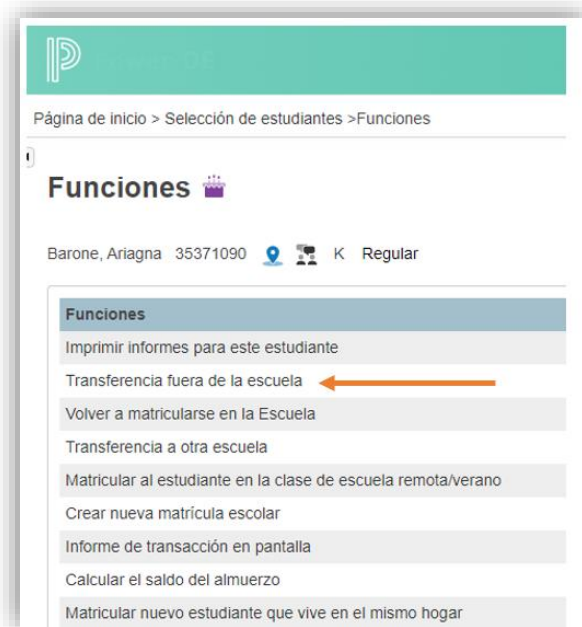 Página de inicio > Selección de estudiantes >Funciones
Funciones
Barone, Ariagna 35371090 K Regular
Funciones
Imprimir informes para este estudiante
Transferencia fuera de la escuela
Volver a matricularse en la Escuela
Transferencia a otra escuela
Matricular al estudiante en la clase de escuela remota/verano
Crear nueva matrícula escolar
Informe de transacción en pantalla
Calcular el saldo del almuerzo
Matricular nuevo estudiante que vive en el mismo hogar